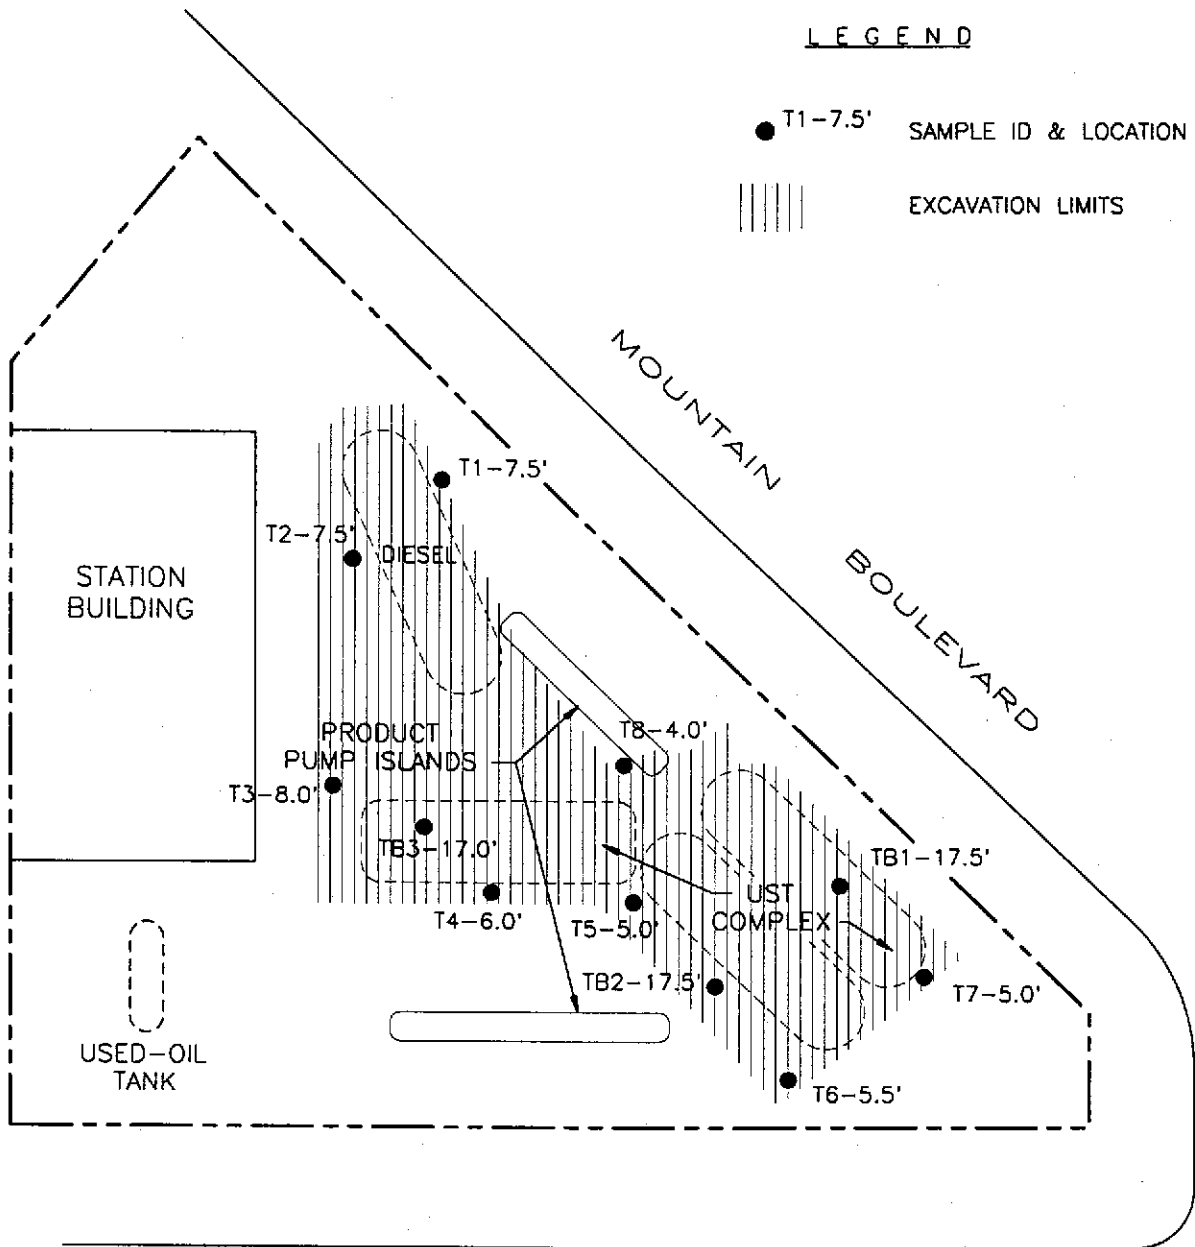 LEGEND
T1-7.5'
SAMPLE ID & LOCATION
EXCAVATION LIMITS
MOUNTAIN
BOULEVARD
T1-7.5'
T2-7.5'
DIESEL
STATION
BUILDING
PRODUCT
PUMP ISLANDS
T8-4.0'
T3-8.0'
TB3-17.0'
TB1-17.5'
UST
COMPLEX
T4-6.0'
T5-5.0'
TB2-17.5'
T7-5.0'
USED-OIL
TANK
T6-5.5'